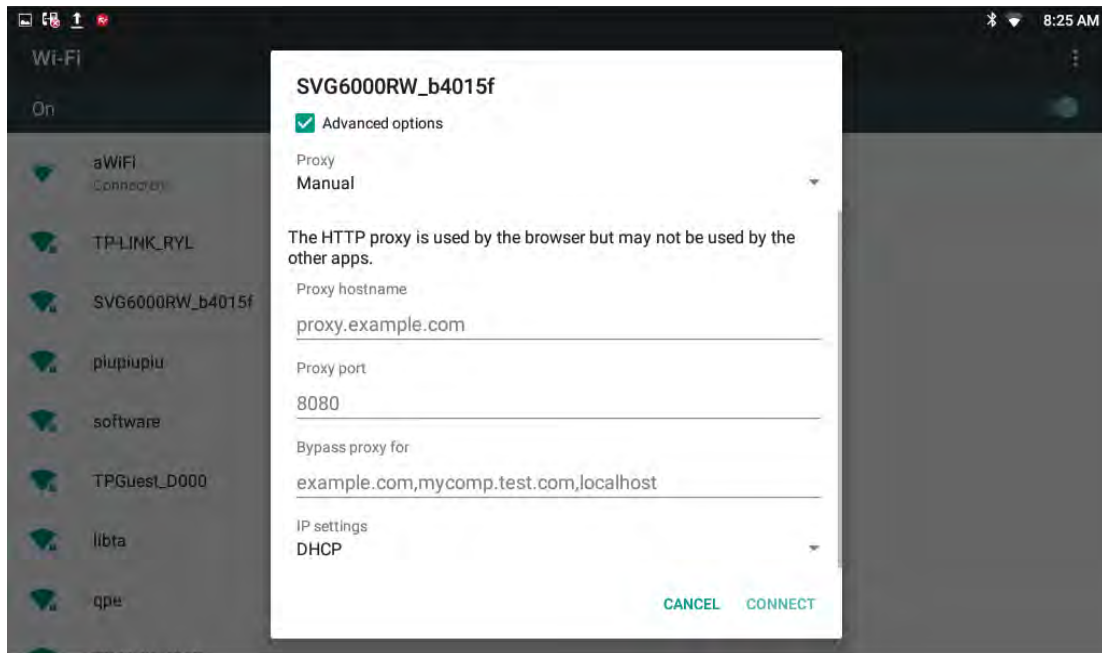 8:25 AM
Wi-Fi
On
aWiFi
Connected
TP-LINK_RYL
SVG6000RW_b4015f
piupiupiu
software
TPGuest_D000
libta
qpe
SVG6000RW_b4015f
Advanced options
Proxy
Manual
The HTTP proxy is used by the browser but may not be used by the
other apps.
Proxy hostname
proxy.example.com
Proxy port
8080
Bypass proxy for
example.com,mycomp.test.com,localhost
IP settings
DHCP
CANCEL CONNECT